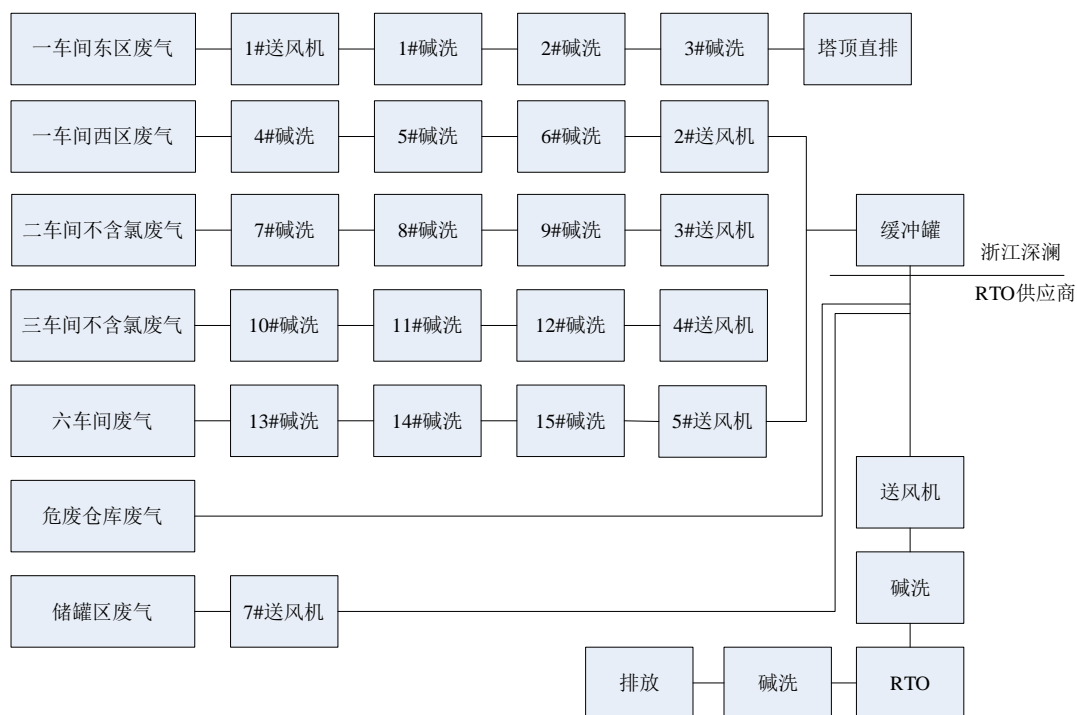 一车间东区废气
1#送风机
1#碱洗
2#碱洗
3#碱洗
塔顶直排
一车间西区废气
4#碱洗
5#碱洗
6#碱洗
2#送风机
二车间不含氯废气
7#碱洗
8#碱洗
9#碱洗
3#送风机
缓冲罐
浙江深澜
RTO供应商
三车间不含氯废气
10#碱洗
11#碱洗
12#碱洗
4#送风机
六车间废气
13#碱洗
14#碱洗
15#碱洗
5#送风机
危废仓库废气
送风机
储罐区废气
7#送风机
碱洗
排放
碱洗
RTO